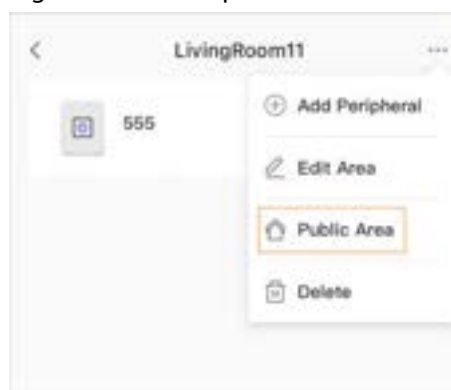 LivingRoom11
555
Add Peripheral
Edit Area
Public Area
Delete